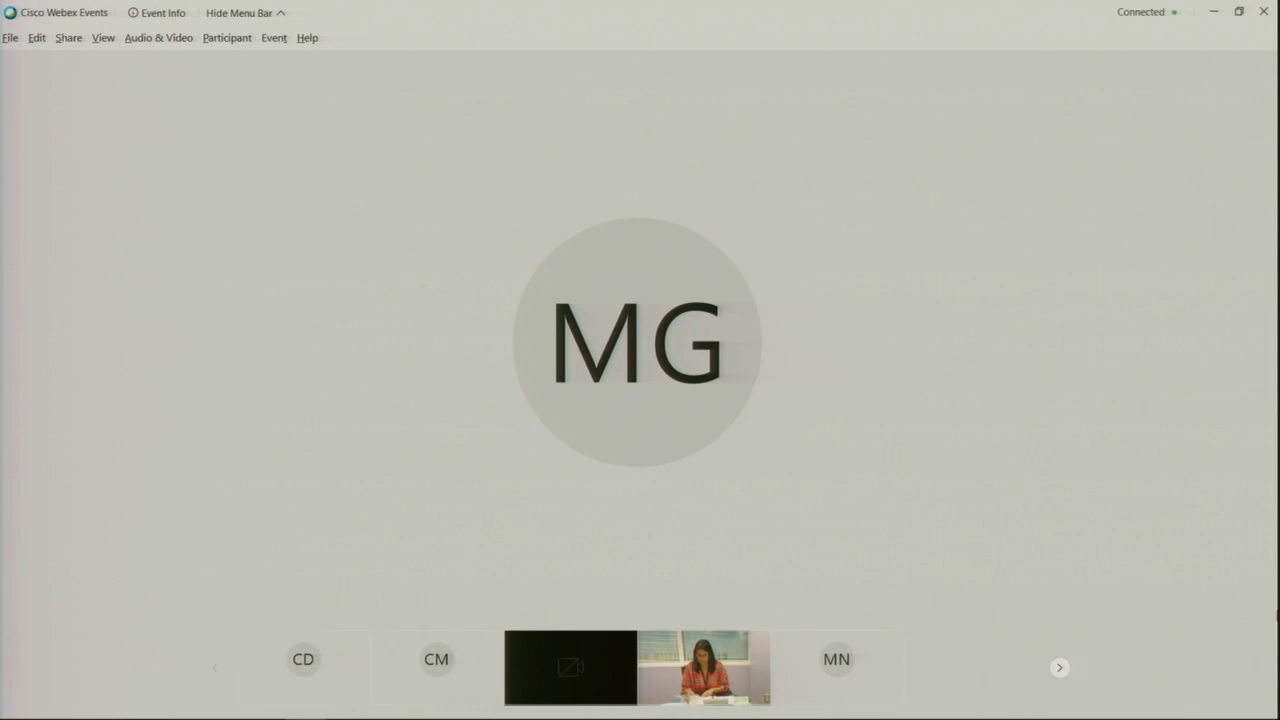 Cisco Webex Events Event Info Hide Menu Bar Connected
File Edit Share View Audio & Video Participant Event Help
MG
CD CM MN